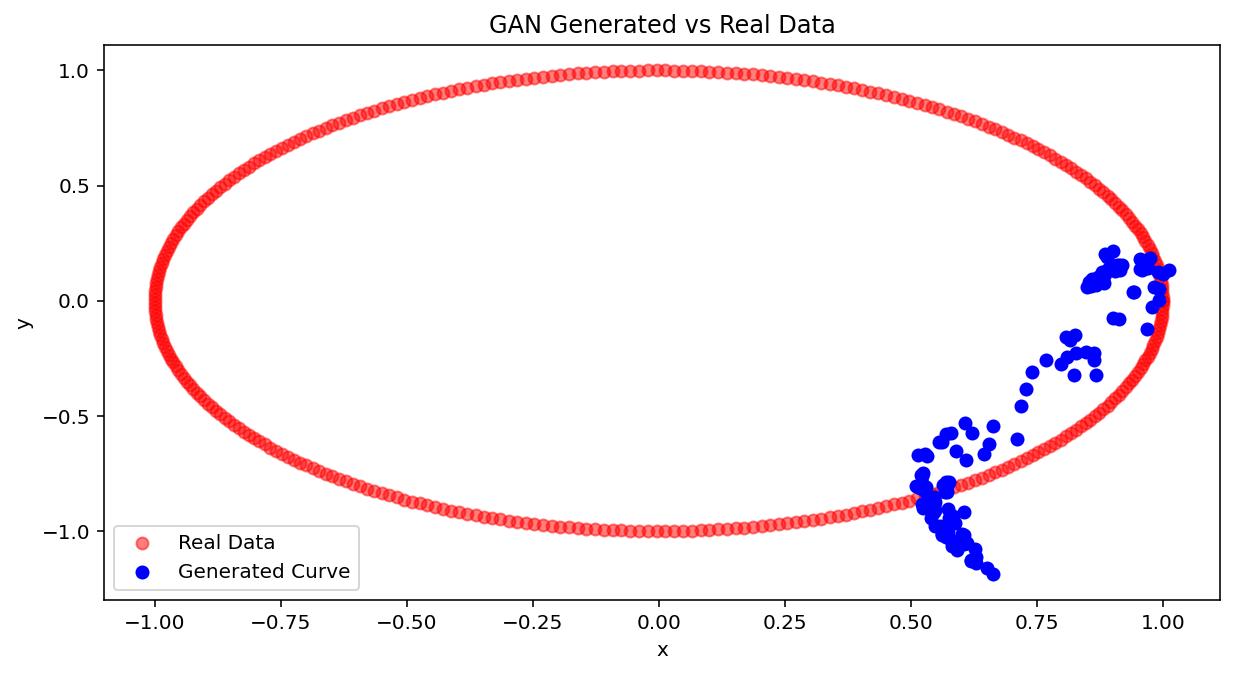 GAN Generated vs Real Data
1.0
0.5
0.0
−0.5
−1.0
y
Real Data
Generated Curve
−1.00 −0.75 −0.50 −0.25 0.00 0.25 0.50 0.75 1.00
x